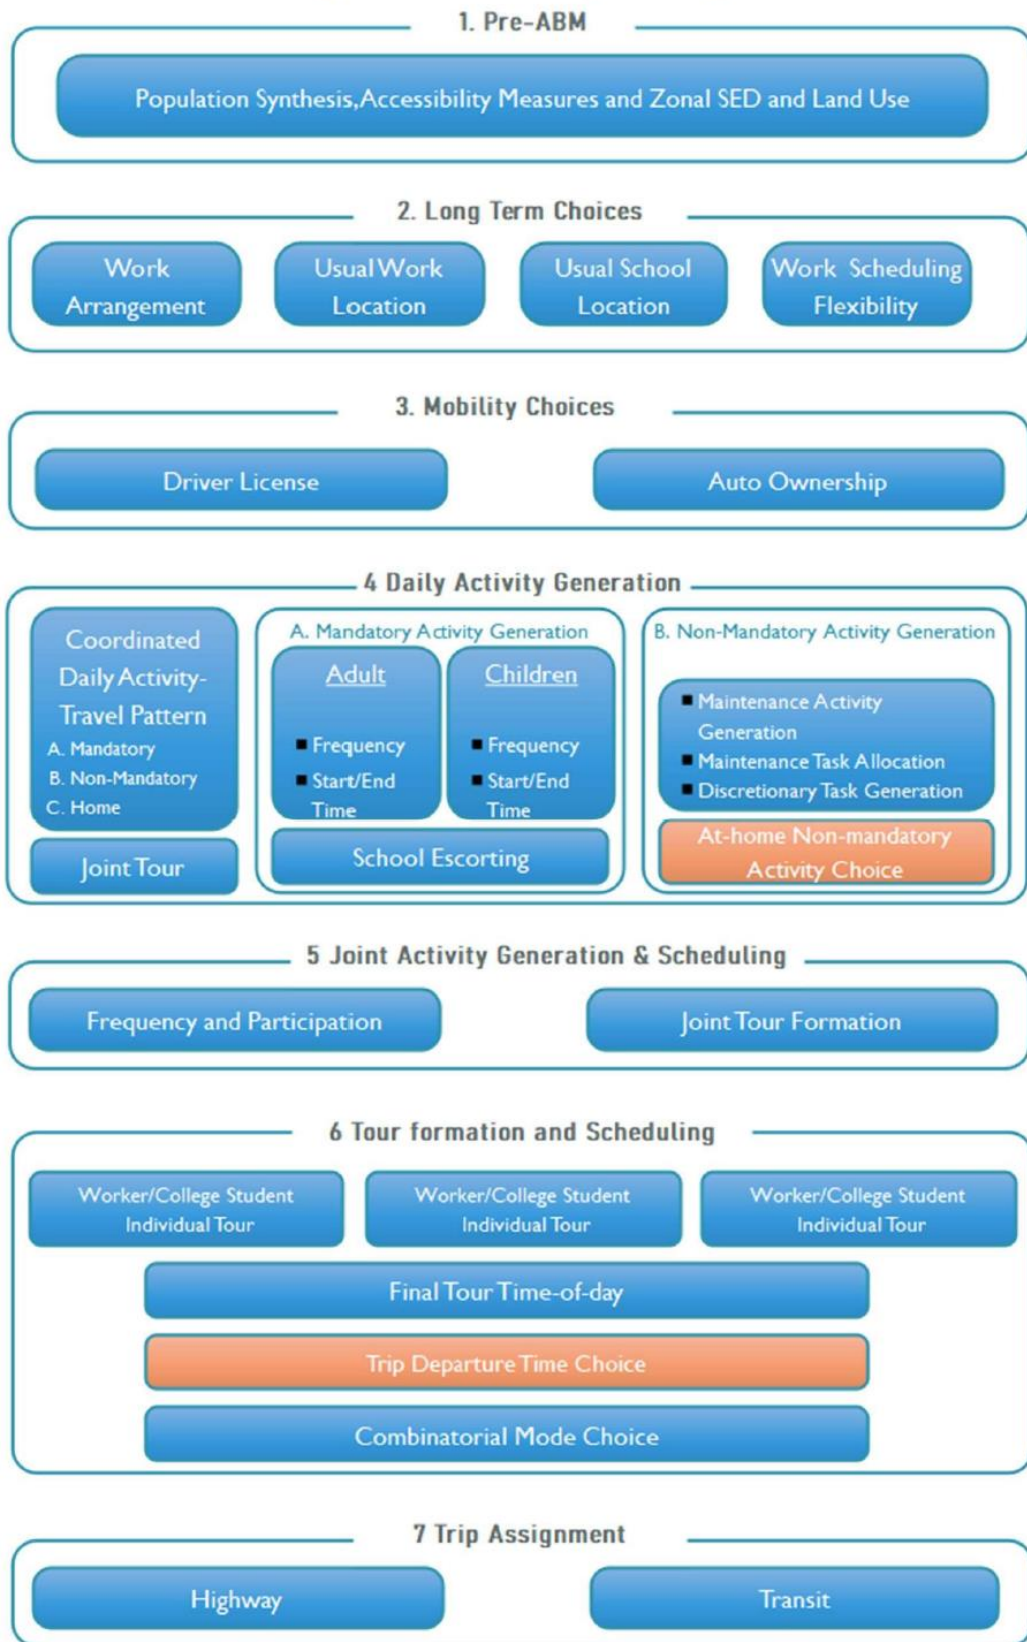 1. Pre-ABM
Population Synthesis, Accessibility Measures and Zonal SED and Land Use
2. Long Term Choices
Work
Arrangement
Usual Work
Location
Usual School
Location
Work Scheduling
Flexibility
3. Mobility Choices
Driver License
Auto Ownership
4 Daily Activity Generation
Coordinated
Daily Activity-
Travel Pattern
A. Mandatory
B. Non-Mandatory
C. Home
Joint Tour
A. Mandatory Activity Generation
Adult
■ Frequency
■ Start/End
Time
Children
■ Frequency
■ Start/End
Time
School Escorting
B. Non-Mandatory Activity Generation
■ Maintenance Activity
Generation
■ Maintenance Task Allocation
■ Discretionary Task Generation
At-home Non-mandatory
Activity Choice
5 Joint Activity Generation & Scheduling
Frequency and Participation
Joint Tour Formation
6 Tour formation and Scheduling
Worker/College Student
Individual Tour
Worker/College Student
Individual Tour
Worker/College Student
Individual Tour
Final Tour Time-of-day
Trip Departure Time Choice
Combinatorial Mode Choice
7 Trip Assignment
Highway
Transit